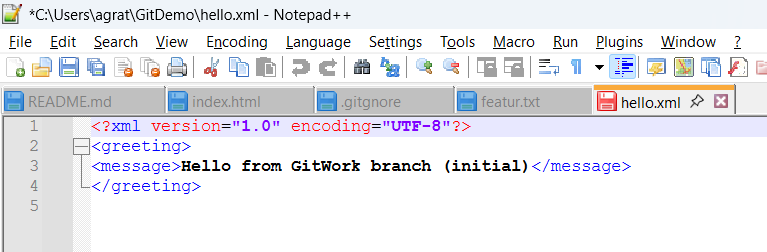 *C:\Users\agrat\GitDemo\hello.xml - Notepad++
File Edit Search View Encoding Language Settings Tools Macro Run Plugins Window ?
README.md index.html .gitgnore featur.txt hello.xml
1 <?xml version="1.0" encoding="UTF-8"?>
2 <greeting>
3 <message>Hello from GitWork branch (initial)</message>
4 </greeting>
5